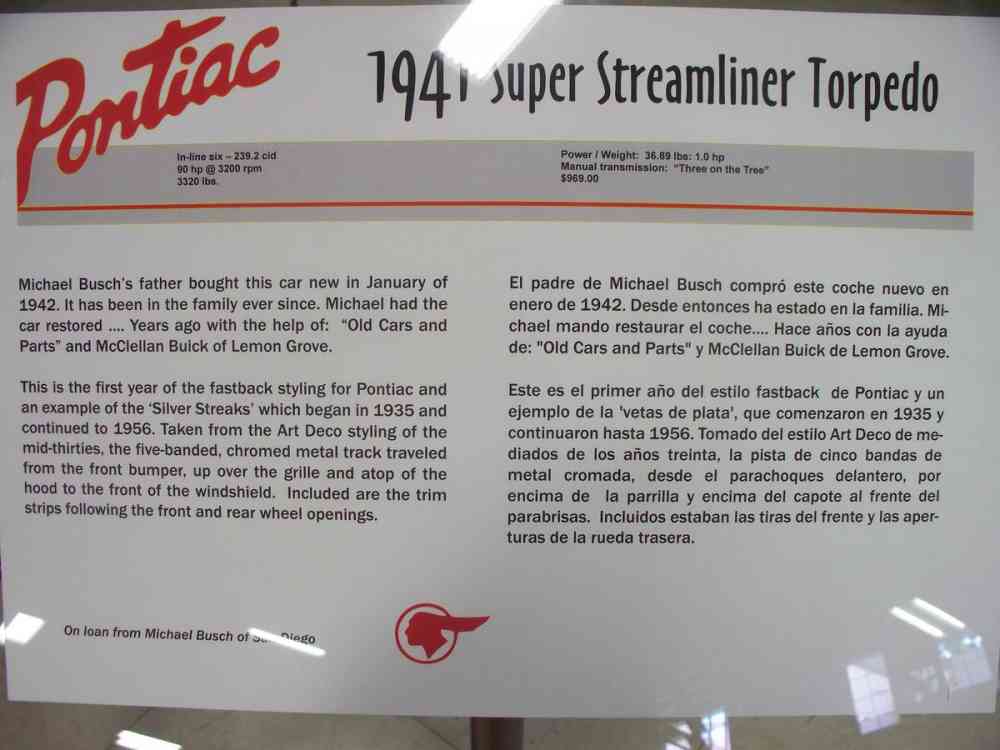 Pontiac
1941 Super Streamliner Torpedo
In-line six – 239.2 cid
90 hp @ 3200 rpm
3320 lbs.
Power / Weight: 36.89 lbs: 1.0 hp
Manual transmission: "Three on the Tree"
$969.00
Michael Busch's father bought this car new in January of
1942. It has been in the family ever since. Michael had the
car restored .... Years ago with the help of: "Old Cars and
Parts" and McClellan Buick of Lemon Grove.
This is the first year of the fastback styling for Pontiac and
an example of the 'Silver Streaks' which began in 1935 and
continued to 1956. Taken from the Art Deco styling of the
mid-thirties, the five-banded, chromed metal track traveled
from the front bumper, up over the grille and atop of the
hood to the front of the windshield. Included are the trim
strips following the front and rear wheel openings.
El padre de Michael Busch compró este coche nuevo en
enero de 1942. Desde entonces ha estado en la familia. Mi-
chael mando restaurar el coche.... Hace años con la ayuda
de: "Old Cars and Parts" y McClellan Buick de Lemon Grove.
Este es el primer año del estilo fastback de Pontiac y un
ejemplo de la 'vetas de plata', que comenzaron en 1935 y
continuaron hasta 1956. Tomado del estilo Art Deco de me-
diados de los años treinta, la pista de cinco bandas de
metal cromada, desde el parachoques delantero, por
encima de la parrilla y encima del capote al frente del
parabrisas. Incluidos estaban las tiras del frente y las aper-
turas de la rueda trasera.
On loan from Michael Busch of San Diego